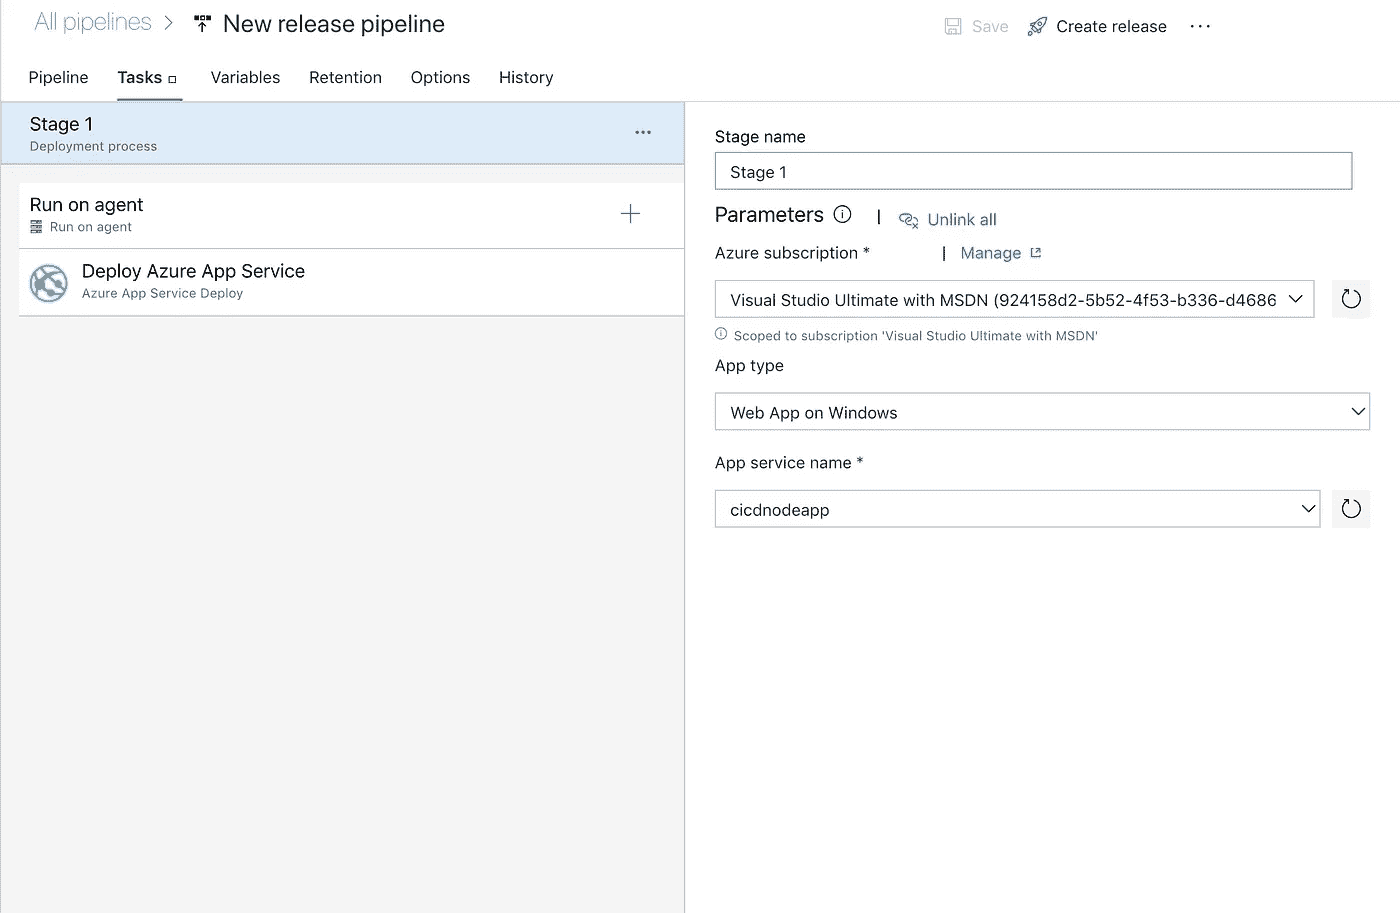 All pipelines > New release pipeline
Save Create release ...
Pipeline Tasks Variables Retention Options History
Stage 1
Deployment process
Run on agent
Run on agent
Deploy Azure App Service
Azure App Service Deploy
Stage name
Stage 1
Parameters | Unlink all
Azure subscription * | Manage
Visual Studio Ultimate with MSDN (924158d2-5b52-4f53-b336-d4686
Scoped to subscription 'Visual Studio Ultimate with MSDN'
App type
Web App on Windows
App service name *
cicdnodeapp